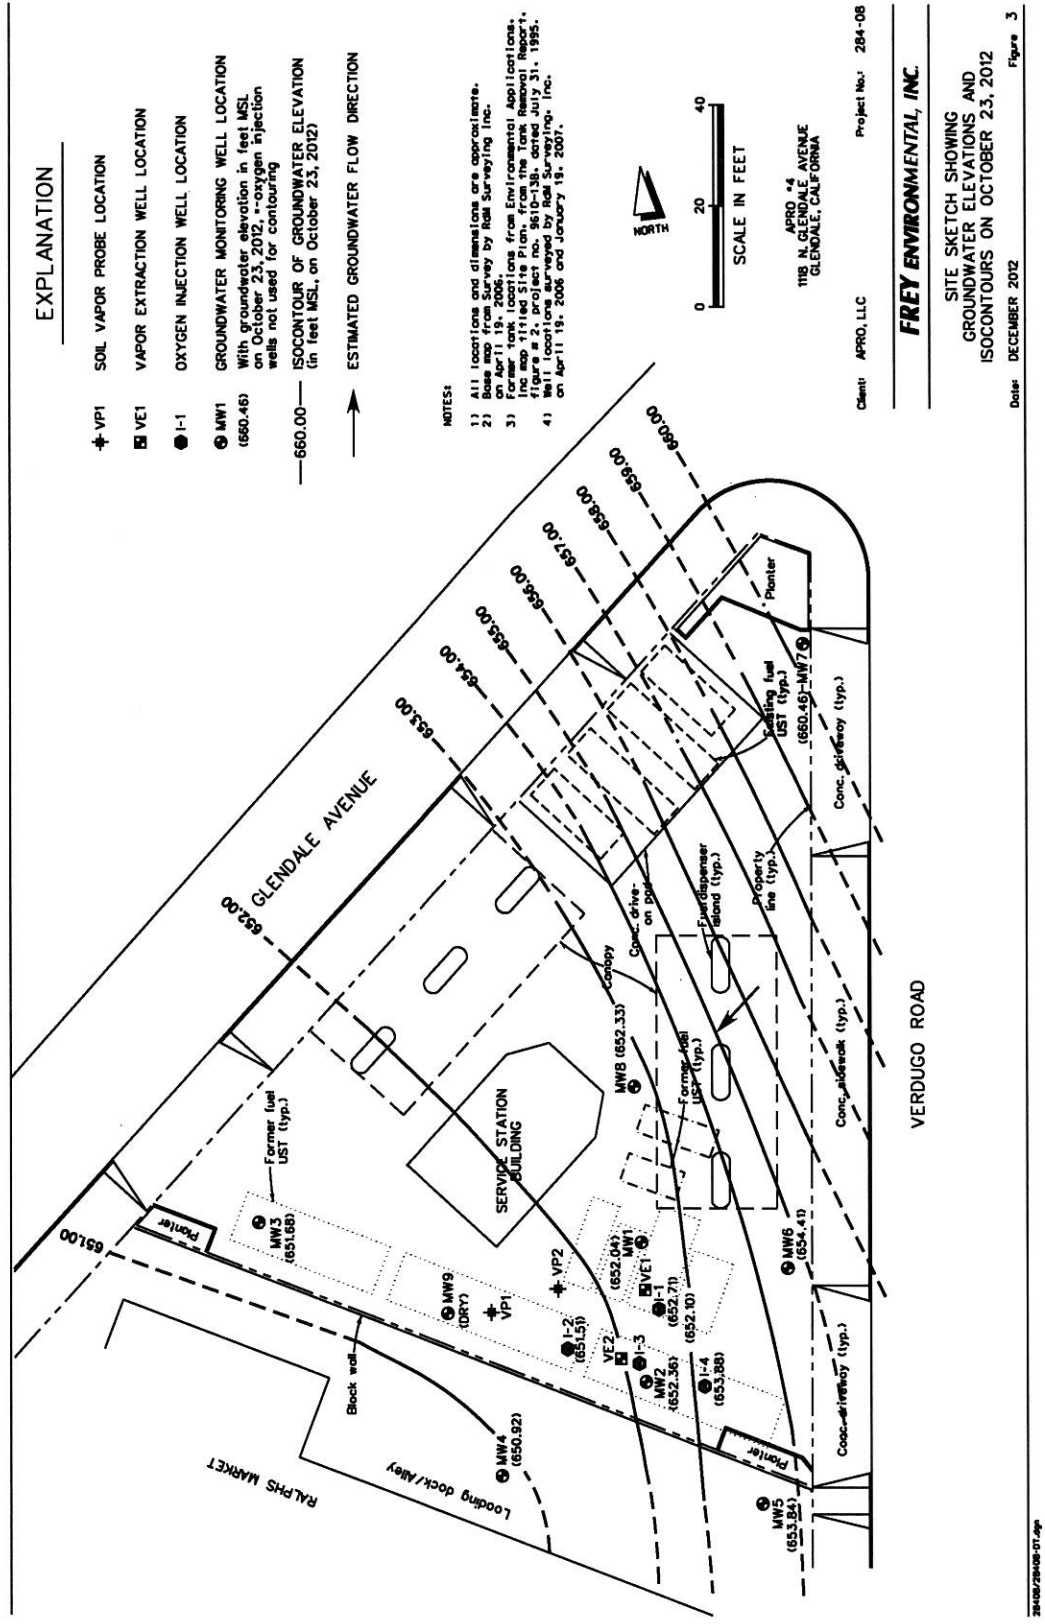 EXPLANATION
VP1 SOIL VAPOR PROBE LOCATION
VE1 VAPOR EXTRACTION WELL LOCATION
I-1 OXYGEN INJECTION WELL LOCATION
MW1 GROUNDWATER MONITORING WELL LOCATION
(660.46) With groundwater elevation in feet MSL
on October 23, 2012, *=oxygen injection
wells not used for contouring
660.00 ISOCONTOUR OF GROUNDWATER ELEVATION
(in feet MSL, on October 23, 2012)
ESTIMATED GROUNDWATER FLOW DIRECTION
NOTES:
1) All locations and dimensions are approximate.
2) Base map from Survey by RdM Surveying Inc.
on April 19, 2006.
3) Former tank locations from Environmental Applications,
Inc map titled Site Plan, from the Tank Removal Report,
figure # 2, project no. 9610-138, dated July 31, 1995.
4) Well locations surveyed by RdM Surveying, Inc.
on April 19, 2006 and January 19, 2007.
NORTH
0 20 40
SCALE IN FEET
APRO #4
1118 N. GLENDALE AVENUE
GLENDALE, CALIFORNIA
Client: APRO, LLC Project No.: 284-08
FREY ENVIRONMENTAL, INC.
SITE SKETCH SHOWING
GROUNDWATER ELEVATIONS AND
ISOCONTOURS ON OCTOBER 23, 2012
Date: DECEMBER 2012 Figure 3
651.00
652.00
653.00
654.00
655.00
656.00
657.00
658.00
659.00
660.00
GLENDALE AVENUE
VERDUGO ROAD
RALPHS MARKET
Loading dock/Alley
Block wall
Planter
Former fuel
UST (typ.)
MW3
(651.68)
MW9
(DRY)
VP1
VP2
SERVICE STATION
BUILDING
I-2
(651.51)
(652.04)
MW1
VE1
I-1
(652.71)
(652.10)
VE2
I-3
MW2
(652.36)
I-4
(653.88)
MW4
(650.92)
MW5
(653.84)
MW6
(654.41)
MW8 (652.33)
Former fuel
UST (typ.)
Canopy
Conc. drive-
on pad
Fuel dispenser
island (typ.)
Property
line (typ.)
Existing fuel
UST (typ.)
(660.46)-MW7
Planter
Planter
Conc. driveway (typ.)
Conc. sidewalk (typ.)
Conc. driveway (typ.)